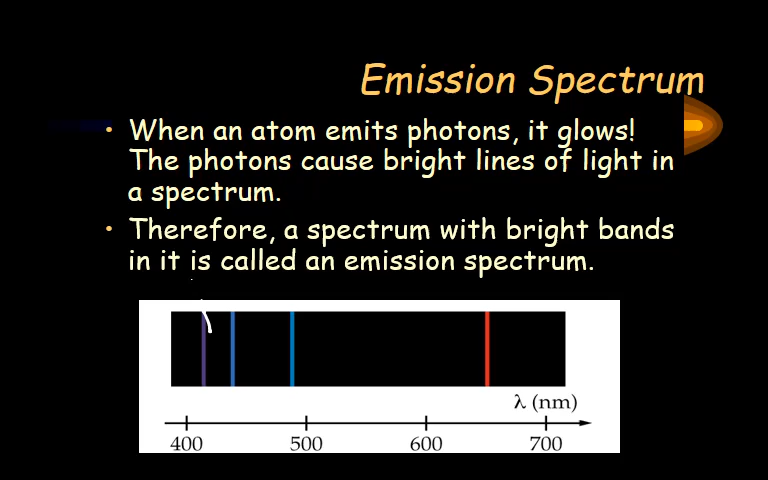 Emission Spectrum
• When an atom emits photons, it glows!
The photons cause bright lines of light in
a spectrum.
• Therefore, a spectrum with bright bands
in it is called an emission spectrum.
λ (nm)
400 500 600 700